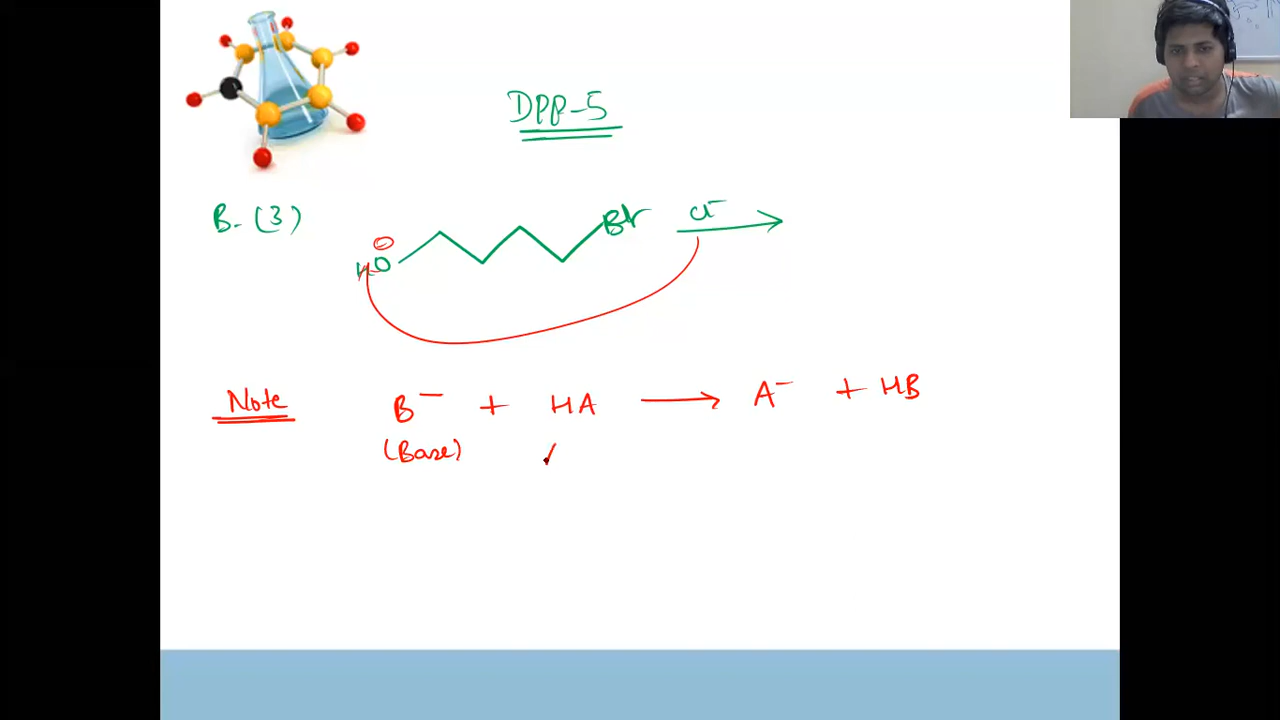 DPP-5
B-(3) HO⊖ Br Cl⁻
Note B⁻ + HA → A⁻ + HB
(Base)